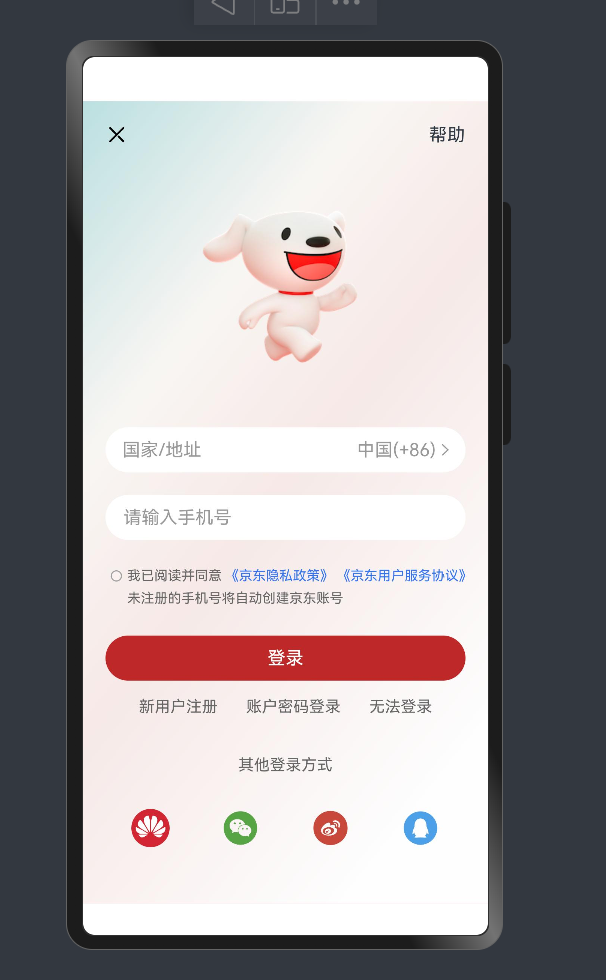 帮助
国家/地址 中国(+86)
请输入手机号
我已阅读并同意 《京东隐私政策》 《京东用户服务协议》
未注册的手机号将自动创建京东账号
登录
新用户注册 账户密码登录 无法登录
其他登录方式